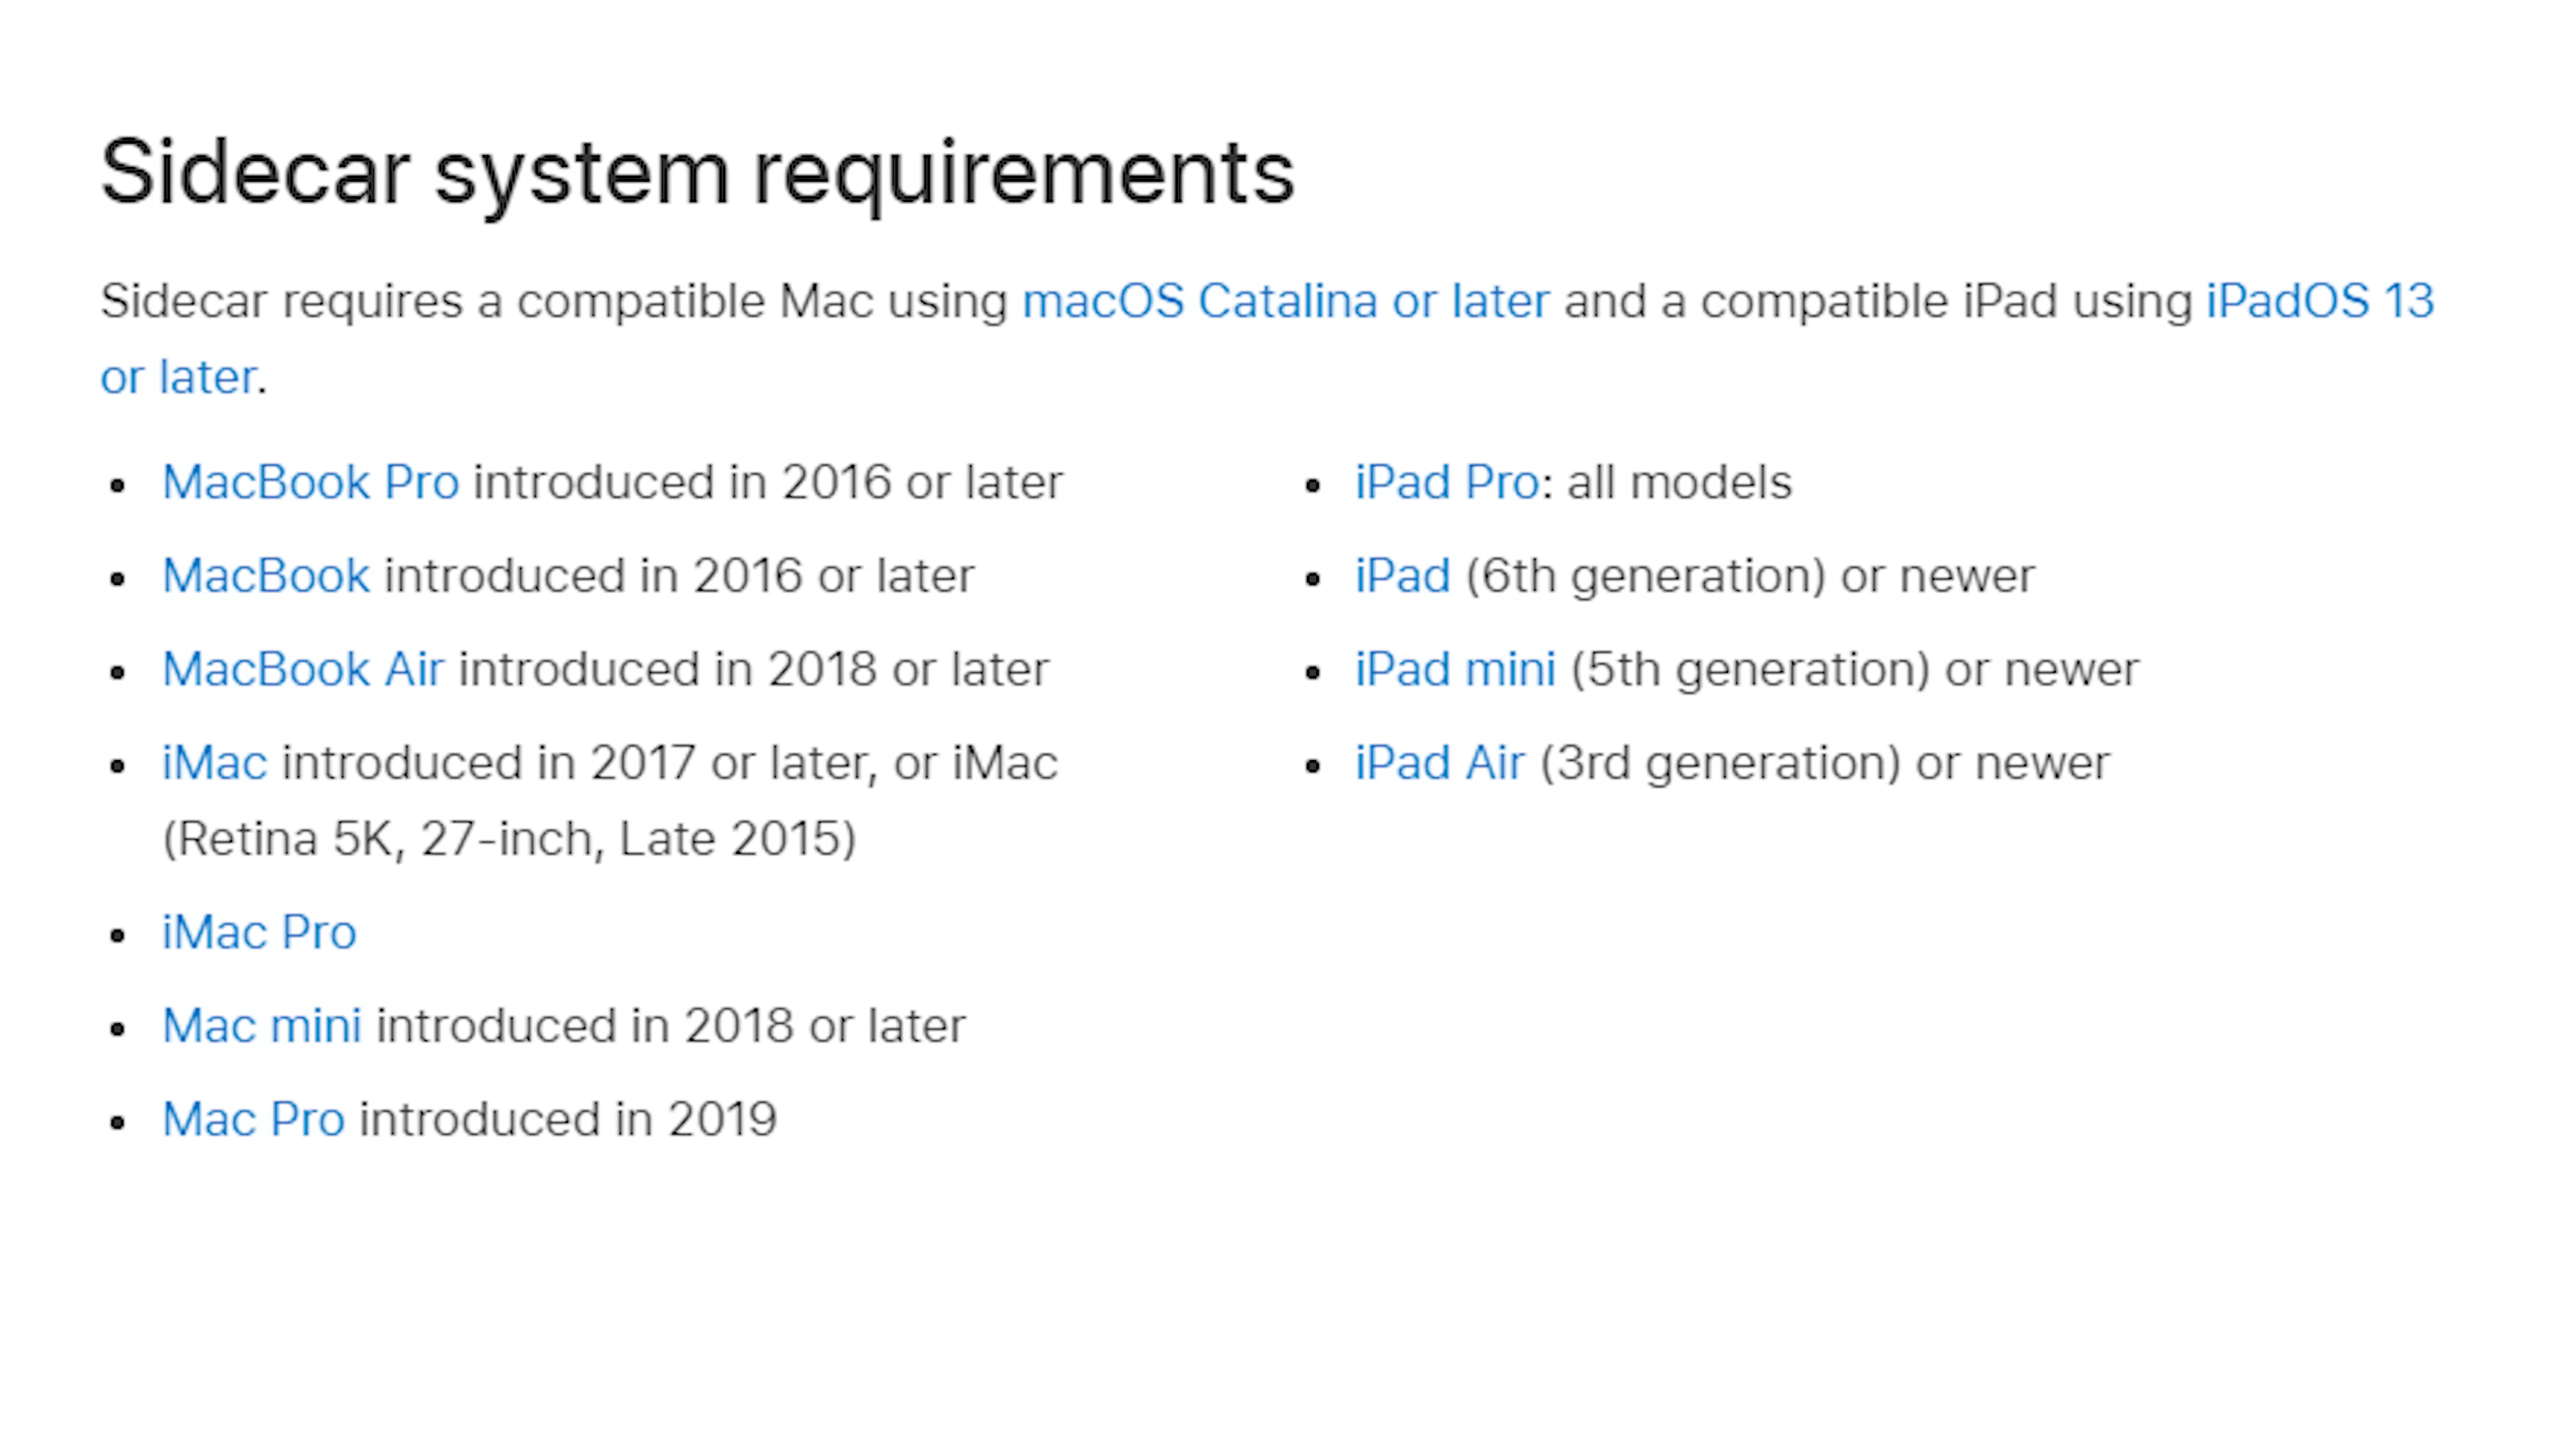 Sidecar system requirements
Sidecar requires a compatible Mac using macOS Catalina or later and a compatible iPad using iPadOS 13
or later.
• MacBook Pro introduced in 2016 or later
• MacBook introduced in 2016 or later
• MacBook Air introduced in 2018 or later
• iMac introduced in 2017 or later, or iMac
(Retina 5K, 27-inch, Late 2015)
• iMac Pro
• Mac mini introduced in 2018 or later
• Mac Pro introduced in 2019
• iPad Pro: all models
• iPad (6th generation) or newer
• iPad mini (5th generation) or newer
• iPad Air (3rd generation) or newer